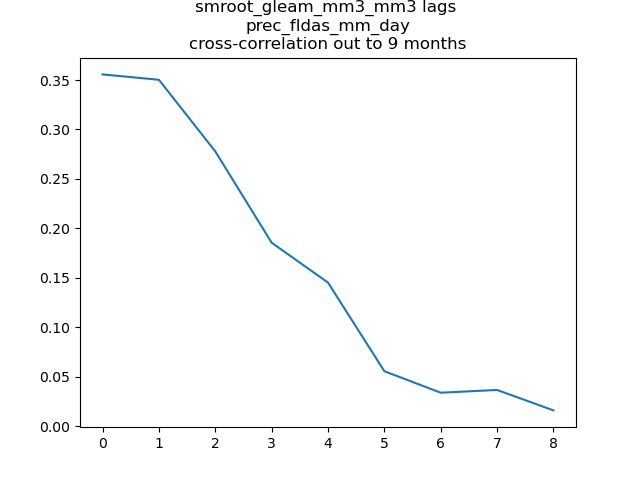 smroot_gleam_mm3_mm3 lags
prec_fldas_mm_day
cross-correlation out to 9 months
0.35
0.30
0.25
0.20
0.15
0.10
0.05
0.00
0 1 2 3 4 5 6 7 8